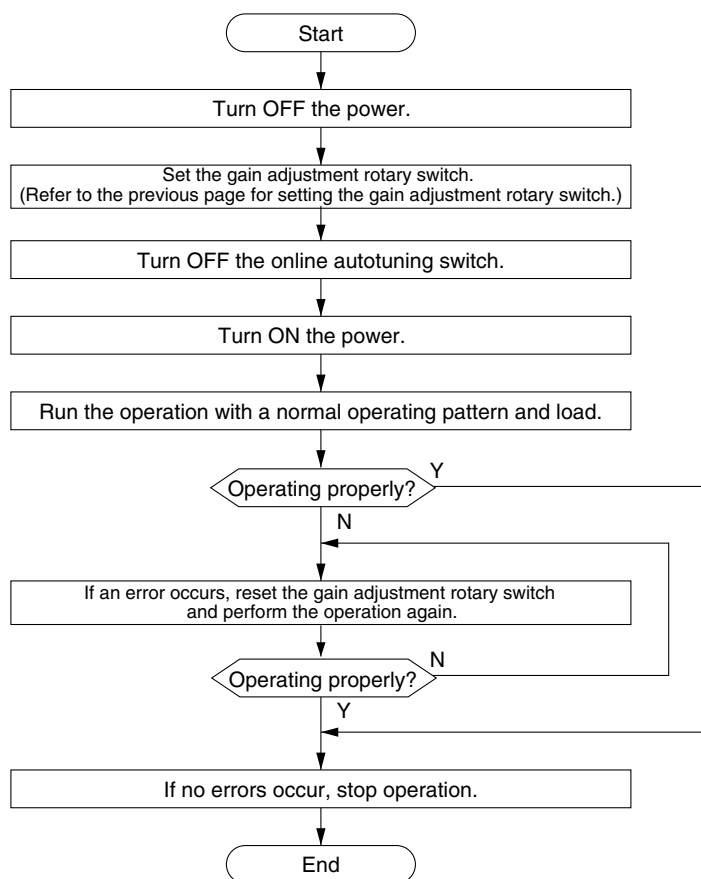 Start
Turn OFF the power.
Set the gain adjustment rotary switch.
(Refer to the previous page for setting the gain adjustment rotary switch.)
Turn OFF the online autotuning switch.
Turn ON the power.
Run the operation with a normal operating pattern and load.
Operating properly?
Y
N
If an error occurs, reset the gain adjustment rotary switch
and perform the operation again.
Operating properly?
N
Y
If no errors occur, stop operation.
End